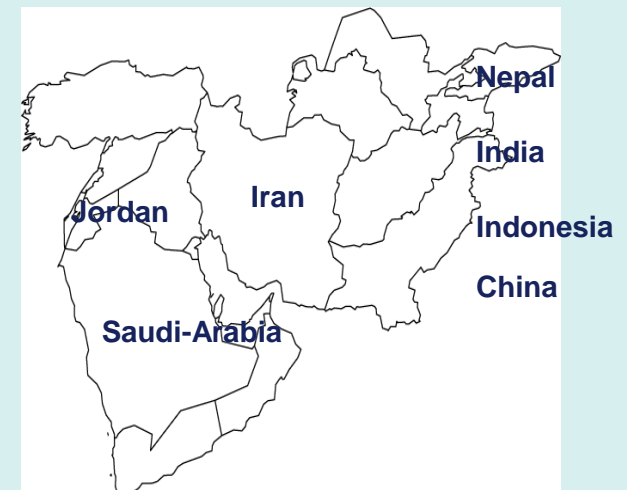 Nepal
India
Jordan
Iran
Indonesia
China
Saudi-Arabia